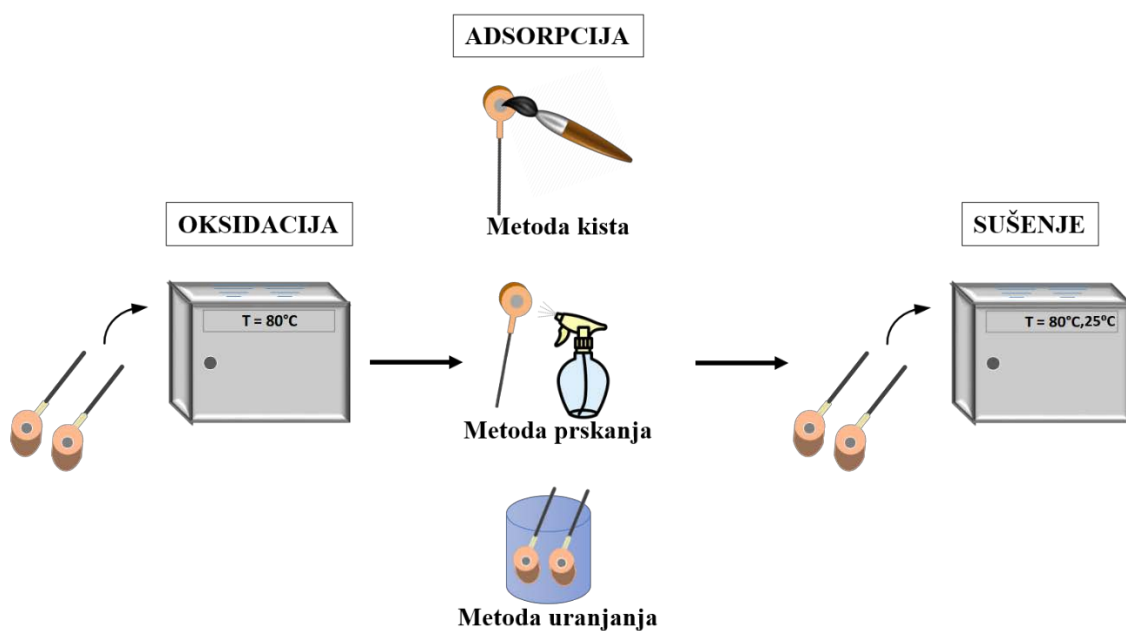 ADSORPCIJA
Metoda kista
OKSIDACIJA
SUŠENJE
T = 80°C
T = 80°C,25°C
Metoda prskanja
Metoda uranjanja